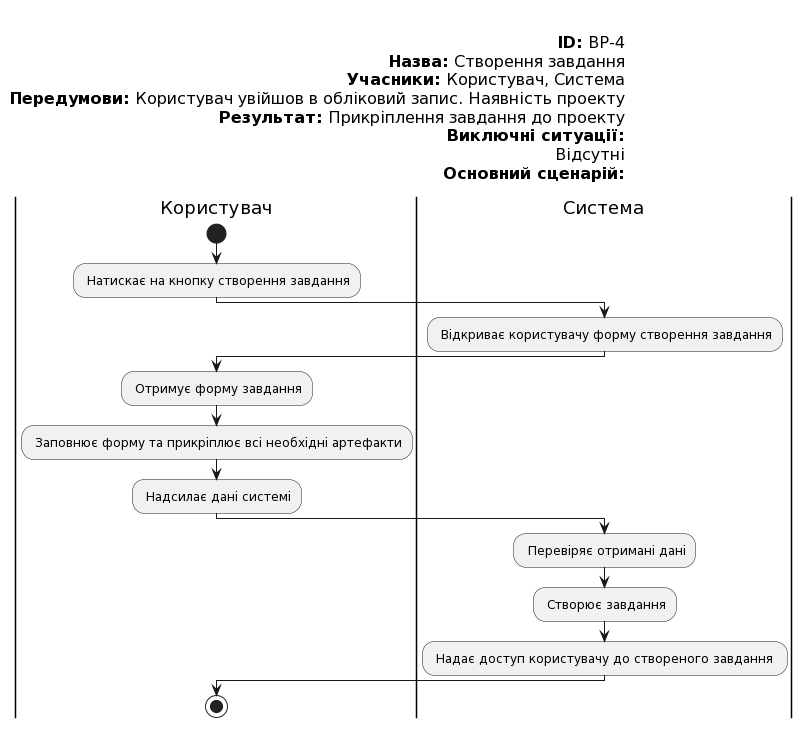 ID: BP-4
Назва: Створення завдання
Учасники: Користувач, Система
Передумови: Користувач увійшов в обліковий запис. Наявність проекту
Результат: Прикріплення завдання до проекту
Виключні ситуації:
Відсутні
Основний сценарій:
Користувач
Система
Натискає на кнопку створення завдання
Відкриває користувачу форму створення завдання
Отримує форму завдання
Заповнює форму та прикріплює всі необхідні артефакти
Надсилає дані системі
Перевіряє отримані дані
Створює завдання
Надає доступ користувачу до створеного завдання